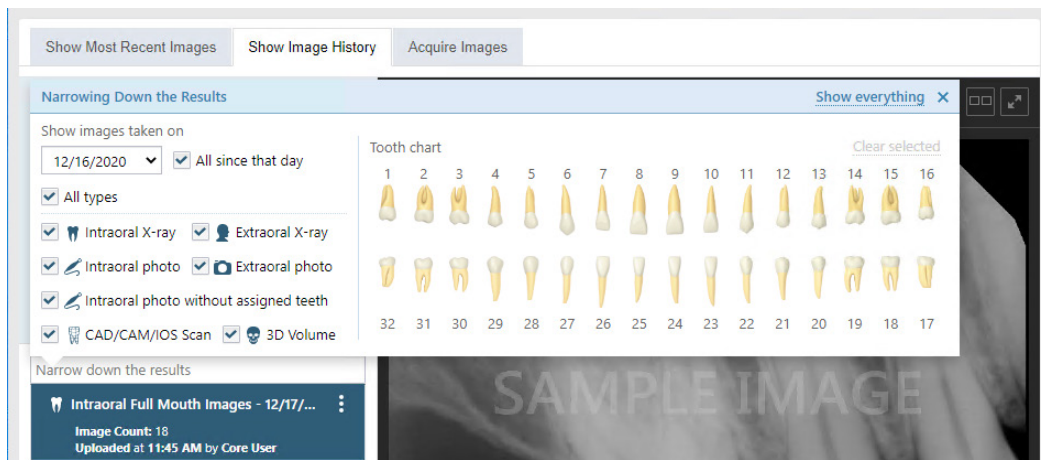 Show Most Recent Images Show Image History Acquire Images
Narrowing Down the Results Show everything
Show images taken on
12/16/2020 All since that day
All types
Intraoral X-ray Extraoral X-ray
Intraoral photo Extraoral photo
Intraoral photo without assigned teeth
CAD/CAM/IOS Scan 3D Volume
Tooth chart Clear selected
1 2 3 4 5 6 7 8 9 10 11 12 13 14 15 16
32 31 30 29 28 27 26 25 24 23 22 21 20 19 18 17
Narrow down the results
Intraoral Full Mouth Images - 12/17/...
Image Count: 18
Uploaded at 11:45 AM by Core User
SAMPLE IMAGE